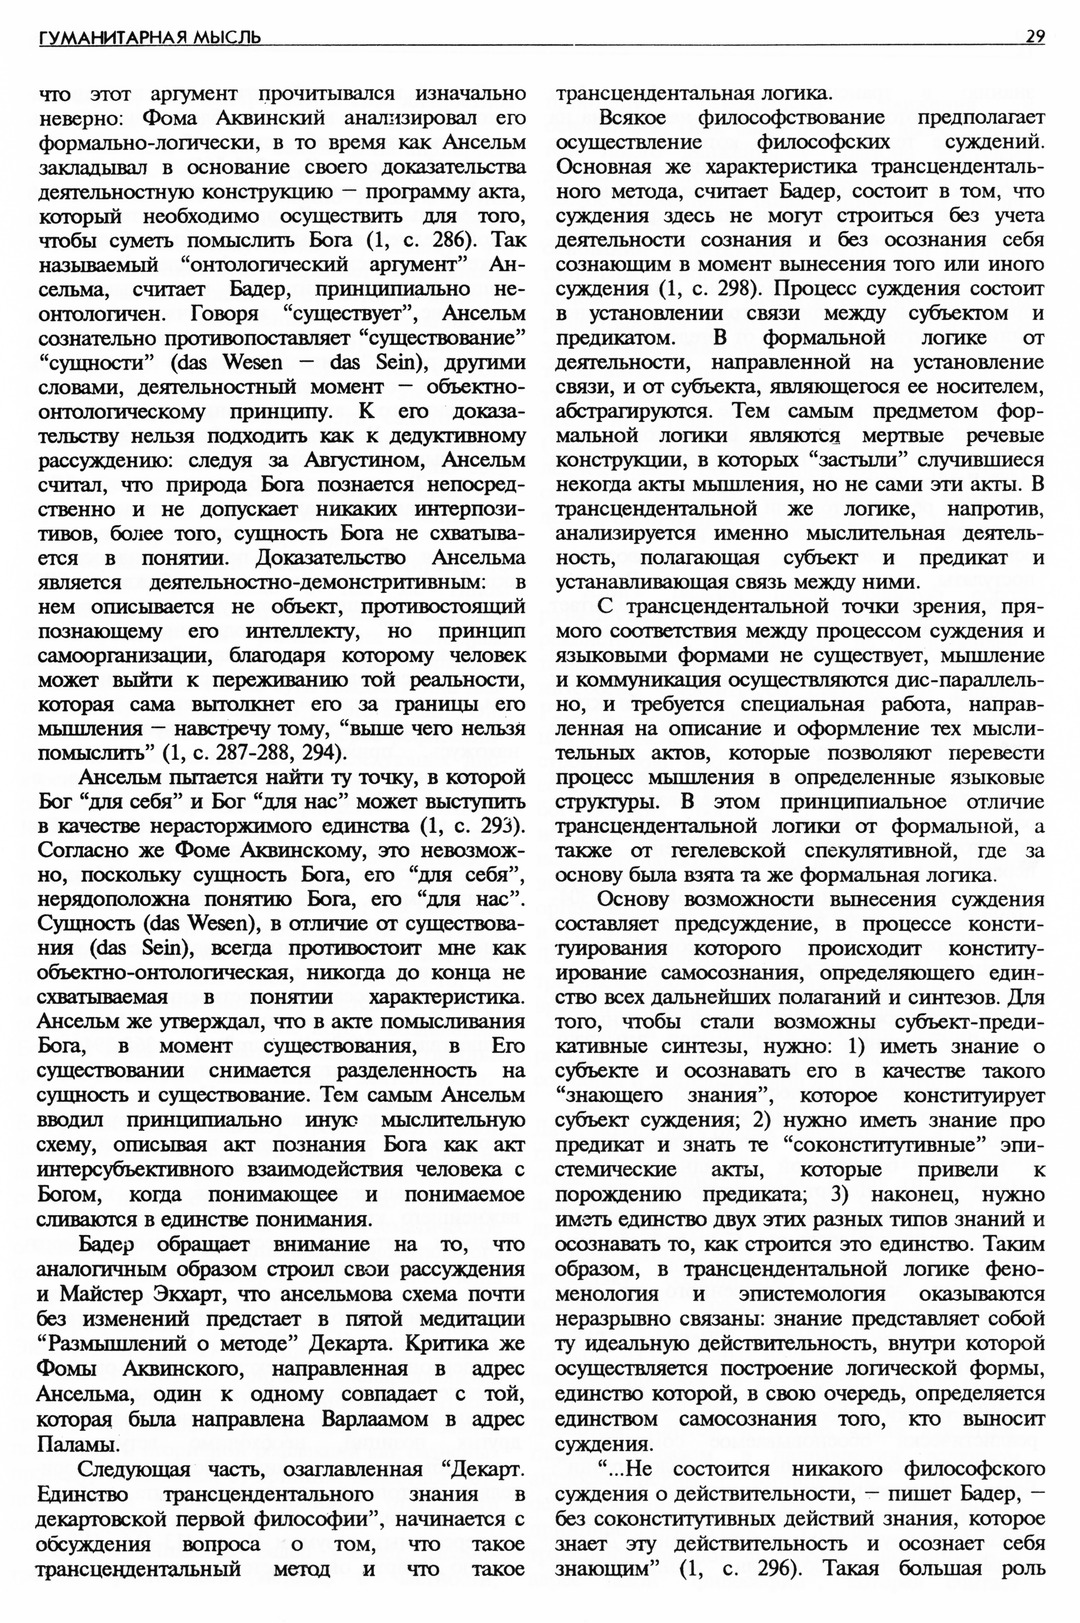 ГУМАНИТАРНАЯ МЫСЛЬ 29
что этот аргумент прочитывался изначально
неверно: Фома Аквинский анализировал его
формально-логически, в то время как Ансельм
закладывал в основание своего доказательства
деятельностную конструкцию — программу акта,
который необходимо осуществить для того,
чтобы суметь помыслить Бога (1, с. 286). Так
называемый “онтологический аргумент” Ан-
сельма, считает Бадер, принципиально не-
онтологичен. Говоря “существует”, Ансельм
сознательно противопоставляет “существование”
“сущности” (das Wesen — das Sein), другими
словами, деятельностный момент — объектно-
онтологическому принципу. К его доказа-
тельству нельзя подходить как к дедуктивному
рассуждению: следуя за Августином, Ансельм
считал, что природа Бога познается непосред-
ственно и не допускает никаких интерпози-
тивов, более того, сущность Бога не схватыва-
ется в понятии. Доказательство Ансельма
является деятельностно-демонстритивным: в
нем описывается не объект, противостоящий
познающему его интеллекту, но принцип
самоорганизации, благодаря которому человек
может выйти к переживанию той реальности,
которая сама вытолкнет его за границы его
мышления — навстречу тому, “выше чего нельзя
помыслить” (1, с. 287-288, 294).
Ансельм пытается найти ту точку, в которой
Бог “для себя” и Бог “для нас” может выступить
в качестве нерасторжимого единства (1, с. 293).
Согласно же Фоме Аквинскому, это невозмож-
но, поскольку сущность Бога, его “для себя”,
нерядоположна понятию Бога, его “для нас”.
Сущность (das Wesen), в отличие от существова-
ния (das Sein), всегда противостоит мне как
объектно-онтологическая, никогда до конца не
схватываемая в понятии характеристика.
Ансельм же утверждал, что в акте помысливания
Бога, в момент существования, в Его
существовании снимается разделенность на
сущность и существование. Тем самым Ансельм
вводил принципиально иную мыслительную
схему, описывая акт познания Бога как акт
интерсубъективного взаимодействия человека с
Богом, когда понимающее и понимаемое
сливаются в единстве понимания.
Бадер обращает внимание на то, что
аналогичным образом строил свои рассуждения
и Майстер Экхарт, что ансельмова схема почти
без изменений предстает в пятой медитации
“Размышлений о методе” Декарта. Критика же
Фомы Аквинского, направленная в адрес
Ансельма, один к одному совпадает с той,
которая была направлена Варлаамом в адрес
Паламы.
Следующая часть, озаглавленная “Декарт.
Единство трансцендентального знания в
декартовской первой философии”, начинается с
обсуждения вопроса о том, что такое
трансцендентальный метод и что такое
трансцендентальная логика.
Всякое философствование предполагает
осуществление философских суждений.
Основная же характеристика трансценденталь-
ного метода, считает Бадер, состоит в том, что
суждения здесь не могут строиться без учета
деятельности сознания и без осознания себя
сознающим в момент вынесения того или иного
суждения (1, с. 298). Процесс суждения состоит
в установлении связи между субъектом и
предикатом. В формальной логике от
деятельности, направленной на установление
связи, и от субъекта, являющегося ее носителем,
абстрагируются. Тем самым предметом фор-
мальной логики являются мертвые речевые
конструкции, в которых “застыли” случившиеся
некогда акты мышления, но не сами эти акты. В
трансцендентальной же логике, напротив,
анализируется именно мыслительная деятель-
ность, полагающая субъект и предикат и
устанавливающая связь между ними.
С трансцендентальной точки зрения, пря-
мого соответствия между процессом суждения и
языковыми формами не существует, мышление
и коммуникация осуществляются дис-параллель-
но, и требуется специальная работа, направ-
ленная на описание и оформление тех мысли-
тельных актов, которые позволяют перевести
процесс мышления в определенные языковые
структуры. В этом принципиальное отличие
трансцендентальной логики от формальной, а
также от гегелевской спекулятивной, где за
основу была взята та же формальная логика.
Основу возможности вынесения суждения
составляет предсуждение, в процессе консти-
туирования которого происходит конститу-
ирование самосознания, определяющего един-
ство всех дальнейших полаганий и синтезов. Для
того, чтобы стали возможны субъект-преди-
кативные синтезы, нужно: 1) иметь знание о
субъекте и осознавать его в качестве такого
“знающего знания”, которое конституирует
субъект суждения; 2) нужно иметь знание про
предикат и знать те “соконститутивные” эпи-
стемические акты, которые привели к
порождению предиката; 3) наконец, нужно
иметь единство двух этих разных типов знаний и
осознавать то, как строится это единство. Таким
образом, в трансцендентальной логике фено-
менология и эпистемология оказываются
неразрывно связаны: знание представляет собой
ту идеальную действительность, внутри которой
осуществляется построение логической формы,
единство которой, в свою очередь, определяется
единством самосознания того, кто выносит
суждения.
“...Не состоится никакого философского
суждения о действительности, — пишет Бадер, —
без соконститутивных действий знания, которое
знает эту действительность и осознает себя
знающим” (1, с. 296). Такая большая роль